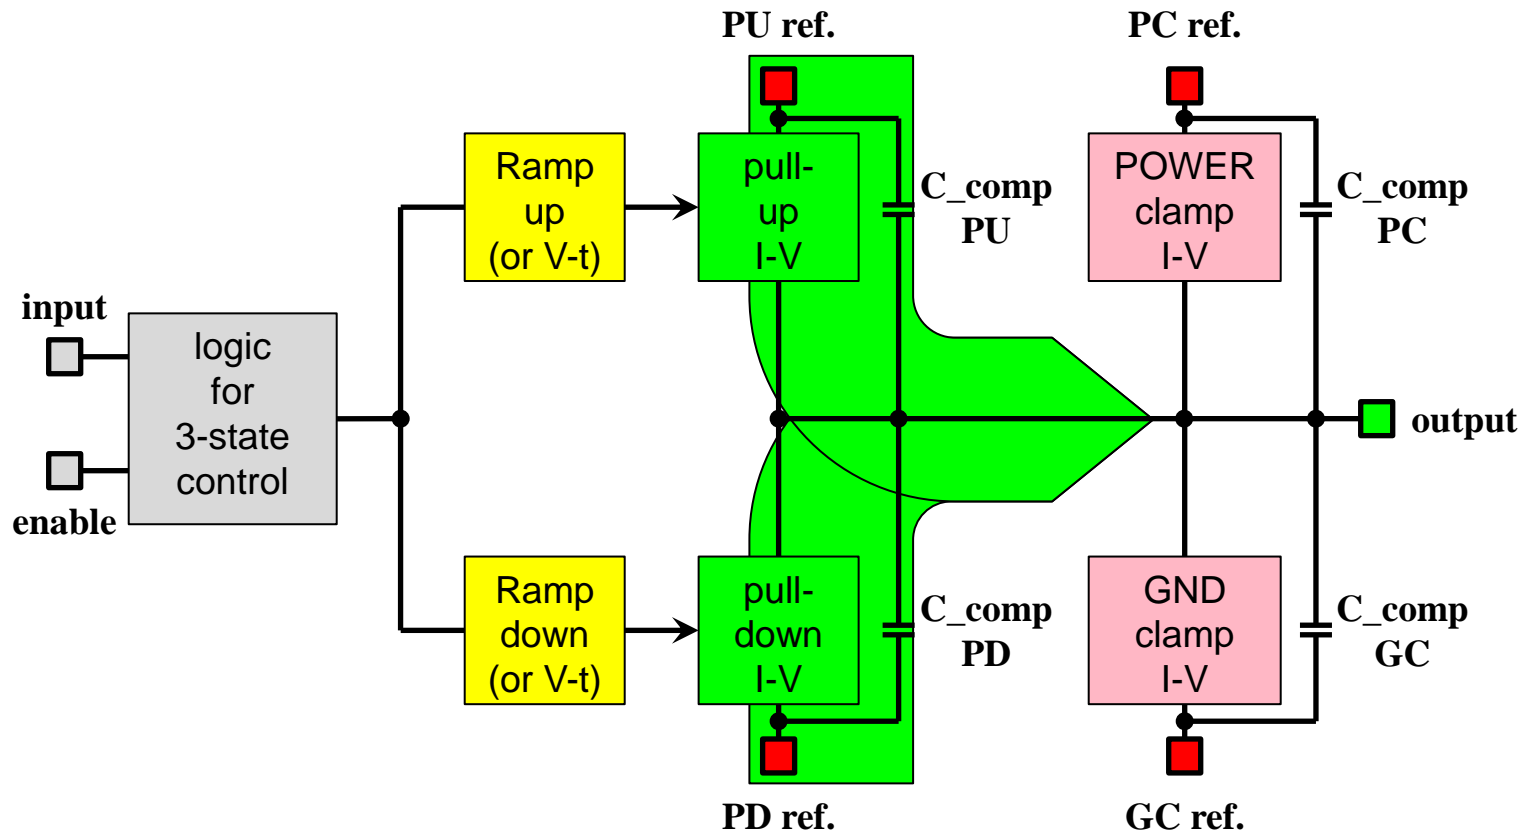 PU ref.
PC ref.
Ramp
up
(or V-t)
pull-
up
I-V
C_comp
PU
POWER
clamp
I-V
C_comp
PC
input
logic
for
3-state
control
enable
output
Ramp
down
(or V-t)
pull-
down
I-V
C_comp
PD
GND
clamp
I-V
C_comp
GC
PD ref.
GC ref.